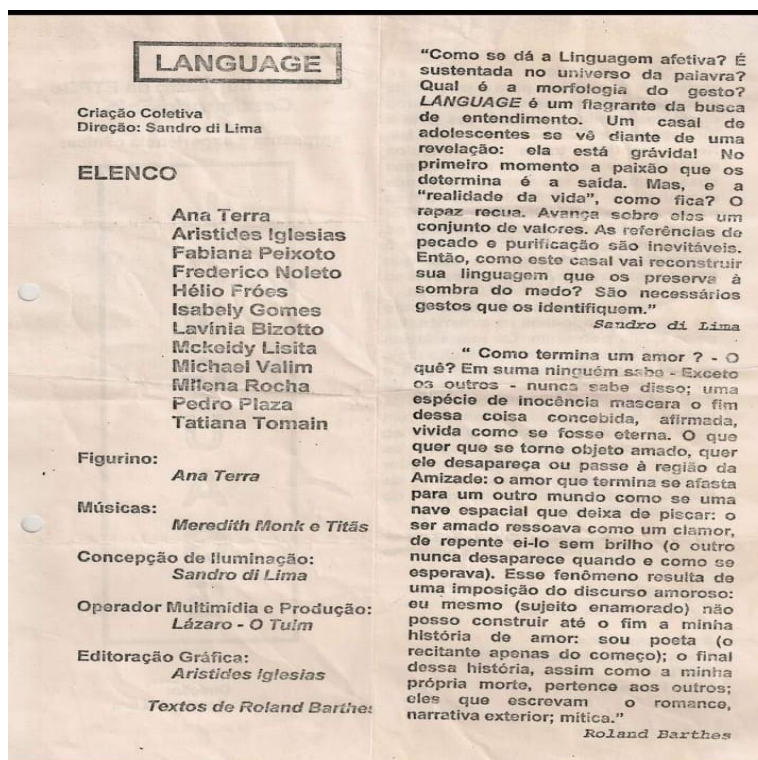 LANGUAGE
Criação Coletiva
Direção: Sandro di Lima
ELENCO
Ana Terra
Aristides Iglesias
Fabiana Peixoto
Frederico Noleto
Hélio Fróes
Isabely Gomes
Lavínia Bizotto
Mckeidy Lisita
Michael Valim
Milena Rocha
Pedro Plaza
Tatiana Tomain
Figurino:
Ana Terra
Músicas:
Meredith Monk e Titãs
Concepção de Iluminação:
Sandro di Lima
Operador Multimídia e Produção:
Lázaro - O Tuim
Editoração Gráfica:
Aristides Iglesias
Textos de Roland Barthes
“Como se dá a Linguagem afetiva? É
sustentada no universo da palavra?
Qual é a morfologia do gesto?
LANGUAGE é um flagrante da busca
de entendimento. Um casal de
adolescentes se vê diante de uma
revelação: ela está grávida! No
primeiro momento a paixão que os
determina é a saída. Mas, e a
“realidade da vida”, como fica? O
rapaz recua. Avança sobre eles um
conjunto de valores. As referências de
pecado e purificação são inevitáveis.
Então, como este casal vai reconstruir
sua linguagem que os preserva à
sombra do medo? São necessários
gestos que os identifiquem.”
Sandro di Lima
“ Como termina um amor ? - O
quê? Em suma ninguém sabe - Exceto
os outros - nunca sabe disso; uma
espécie de inocência mascara o fim
dessa coisa concebida, afirmada,
vivida como se fosse eterna. O que
quer que se torne objeto amado, quer
ele desapareça ou passe à região da
Amizade: o amor que termina se afasta
para um outro mundo como se uma
nave espacial que deixa de piscar: o
ser amado ressoava como um clamor,
de repente ei-lo sem brilho (o outro
nunca desaparece quando e como se
esperava). Esse fenômeno resulta de
uma imposição do discurso amoroso:
eu mesmo (sujeito enamorado) não
posso construir até o fim a minha
história de amor: sou poeta (o
recitante apenas do começo); o final
dessa história, assim como a minha
própria morte, pertence aos outros;
eles que escrevam o romance,
narrativa exterior; mítica.”
Roland Barthes